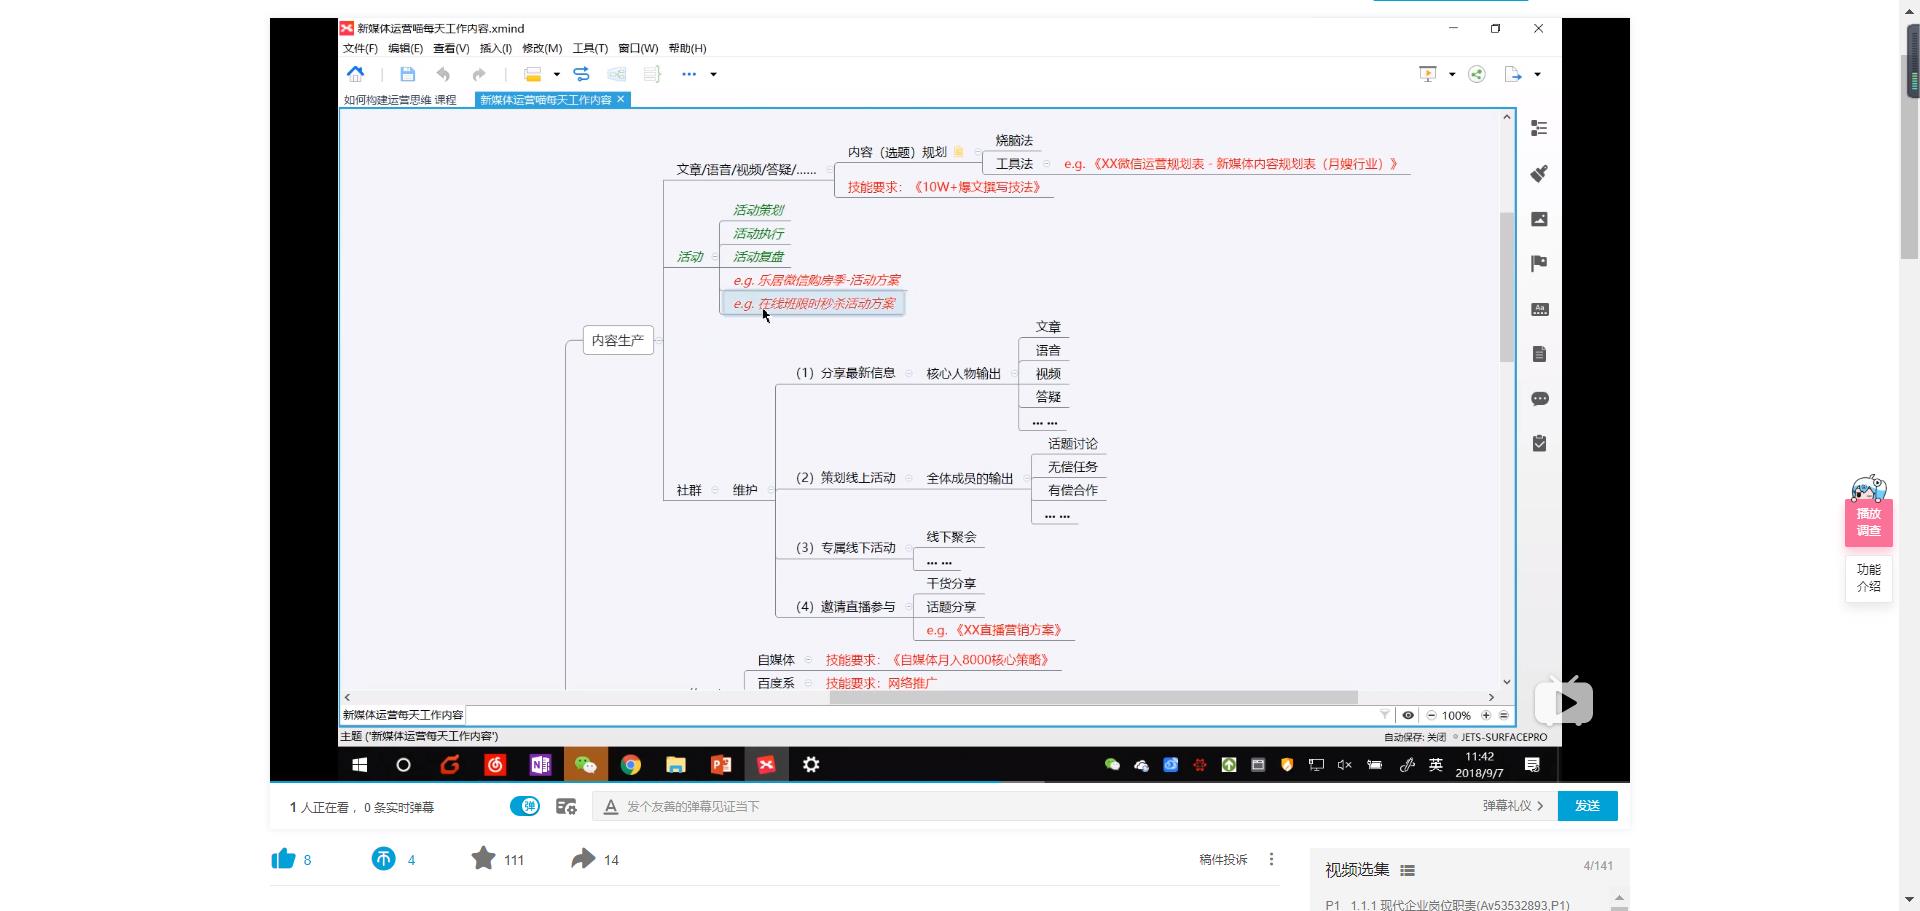 新媒体运营喵每天工作内容.xmind
文件(F) 编辑(E) 查看(V) 插入(I) 修改(M) 工具(T) 窗口(W) 帮助(H)
如何构建运营思维 课程
新媒体运营喵每天工作内容
烧脑法
内容（选题）规划
工具法
e.g. 《XX微信运营规划表 - 新媒体内容规划表（月嫂行业）》
文章/语音/视频/答疑/......
技能要求：《10W+爆文撰写技法》
活动策划
活动执行
活动
活动复盘
e.g. 乐居微信购房季-活动方案
e.g. 在线班限时秒杀活动方案
内容生产
文章
语音
（1）分享最新信息
核心人物输出
视频
答疑
... ...
话题讨论
无偿任务
（2）策划线上活动
全体成员的输出
有偿合作
... ...
社群
维护
线下聚会
（3）专属线下活动
... ...
干货分享
（4）邀请直播参与
话题分享
e.g. 《XX直播营销方案》
自媒体
技能要求：《自媒体月入8000核心策略》
百度系
技能要求：网络推广
新媒体运营每天工作内容
100%
主题 ('新媒体运营每天工作内容')
自动保存: 关闭
JETS-SURFACEPRO
英
11:42
2018/9/7
播放
调查
功能
介绍
1 人正在看，0 条实时弹幕
弹
发个友善的弹幕见证当下
弹幕礼仪
发送
8
4
111
14
稿件投诉
视频选集
4/141
P1 1.1.1 现代企业岗位职责(Av53532893,P1)